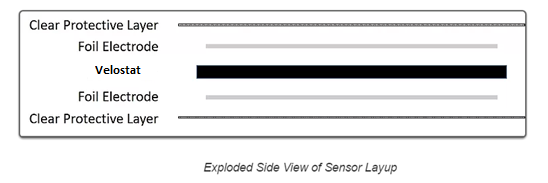 Clear Protective Layer
Foil Electrode
Velostat
Foil Electrode
Clear Protective Layer
Exploded Side View of Sensor Layup